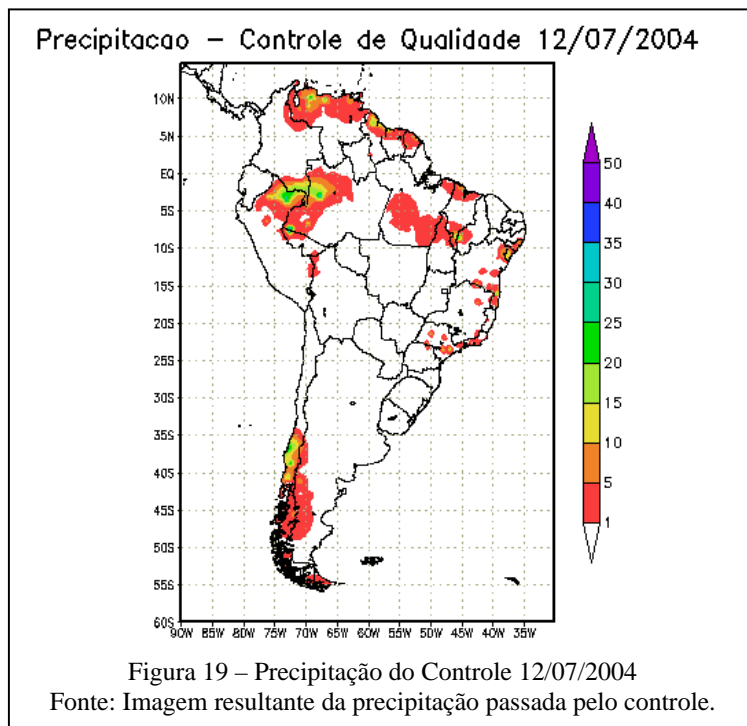 Precipitacao – Controle de Qualidade 12/07/2004
10N
5N
EQ
5S
10S
15S
20S
25S
30S
35S
40S
45S
50S
55S
60S
90W 85W 80W 75W 70W 65W 60W 55W 50W 45W 40W 35W
50
40
35
30
25
20
15
10
5
1
Figura 19 – Precipitação do Controle 12/07/2004
Fonte: Imagem resultante da precipitação passada pelo controle.